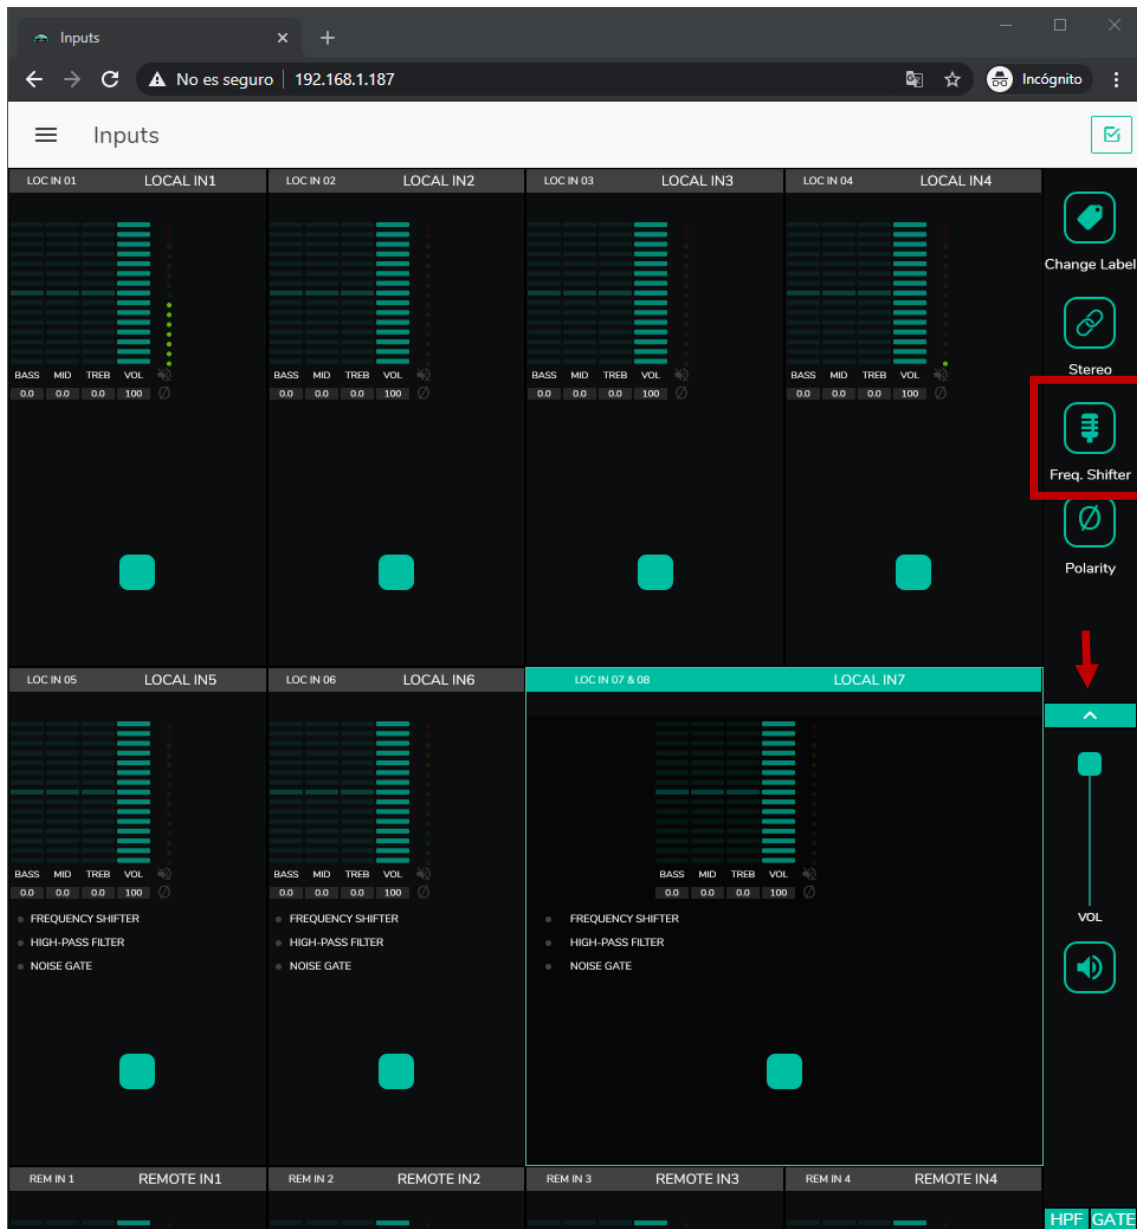 Inputs
No es seguro | 192.168.1.187
Incógnito
Inputs
LOC IN 01 LOCAL IN1 LOC IN 02 LOCAL IN2 LOC IN 03 LOCAL IN3 LOC IN 04 LOCAL IN4
Change Label
Stereo
BASS MID TREB VOL BASS MID TREB VOL BASS MID TREB VOL BASS MID TREB VOL
0.0 0.0 0.0 100 0.0 0.0 0.0 100 0.0 0.0 0.0 100 0.0 0.0 0.0 100
Freq. Shifter
Polarity
LOC IN 05 LOCAL IN5 LOC IN 06 LOCAL IN6 LOC IN 07 & 08 LOCAL IN7
BASS MID TREB VOL BASS MID TREB VOL BASS MID TREB VOL
0.0 0.0 0.0 100 0.0 0.0 0.0 100 0.0 0.0 0.0 100
FREQUENCY SHIFTER FREQUENCY SHIFTER FREQUENCY SHIFTER
VOL
HIGH-PASS FILTER HIGH-PASS FILTER HIGH-PASS FILTER
NOISE GATE NOISE GATE NOISE GATE
REM IN 1 REMOTE IN1 REM IN 2 REMOTE IN2 REM IN 3 REMOTE IN3 REM IN 4 REMOTE IN4
HPF GATE